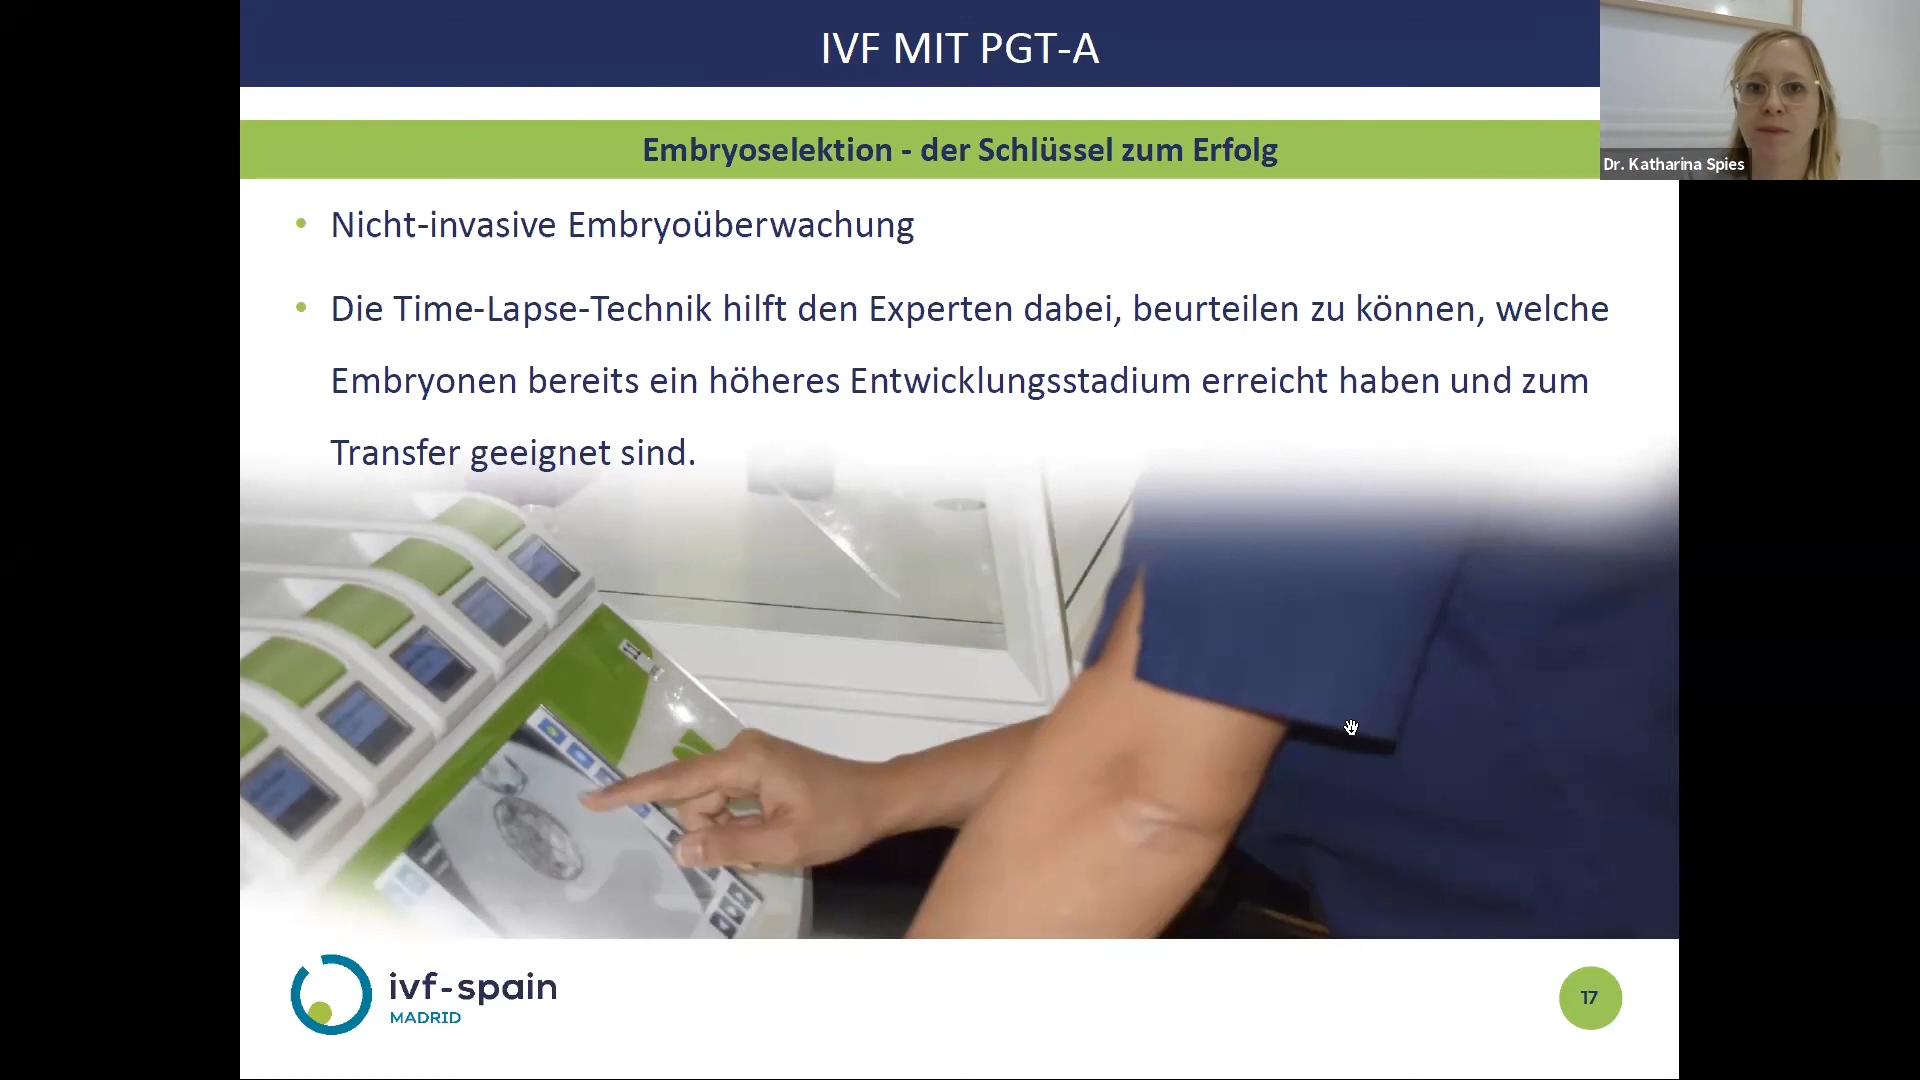 IVF MIT PGT-A
Embryoselektion - der Schlüssel zum Erfolg
Dr. Katharina Spies
• Nicht-invasive Embryoüberwachung
• Die Time-Lapse-Technik hilft den Experten dabei, beurteilen zu können, welche
Embryonen bereits ein höheres Entwicklungsstadium erreicht haben und zum
Transfer geeignet sind.
ivf-spain
MADRID
17